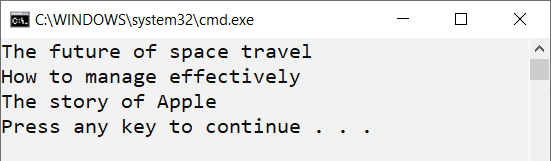 C:\WINDOWS\system32\cmd.exe
The future of space travel
How to manage effectively
The story of Apple
Press any key to continue . . .